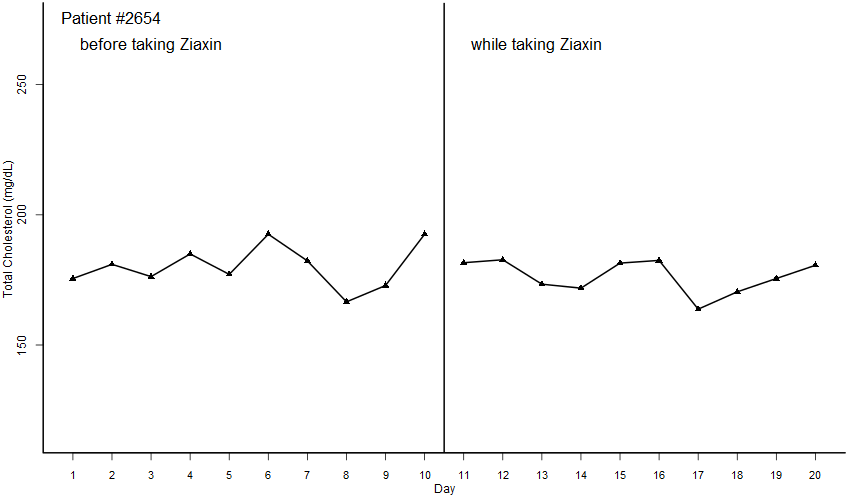 Patient #2654
before taking Ziaxin
while taking Ziaxin
250
200
150
Total Cholesterol (mg/dL)
1 2 3 4 5 6 7 8 9 10 11 12 13 14 15 16 17 18 19 20
Day